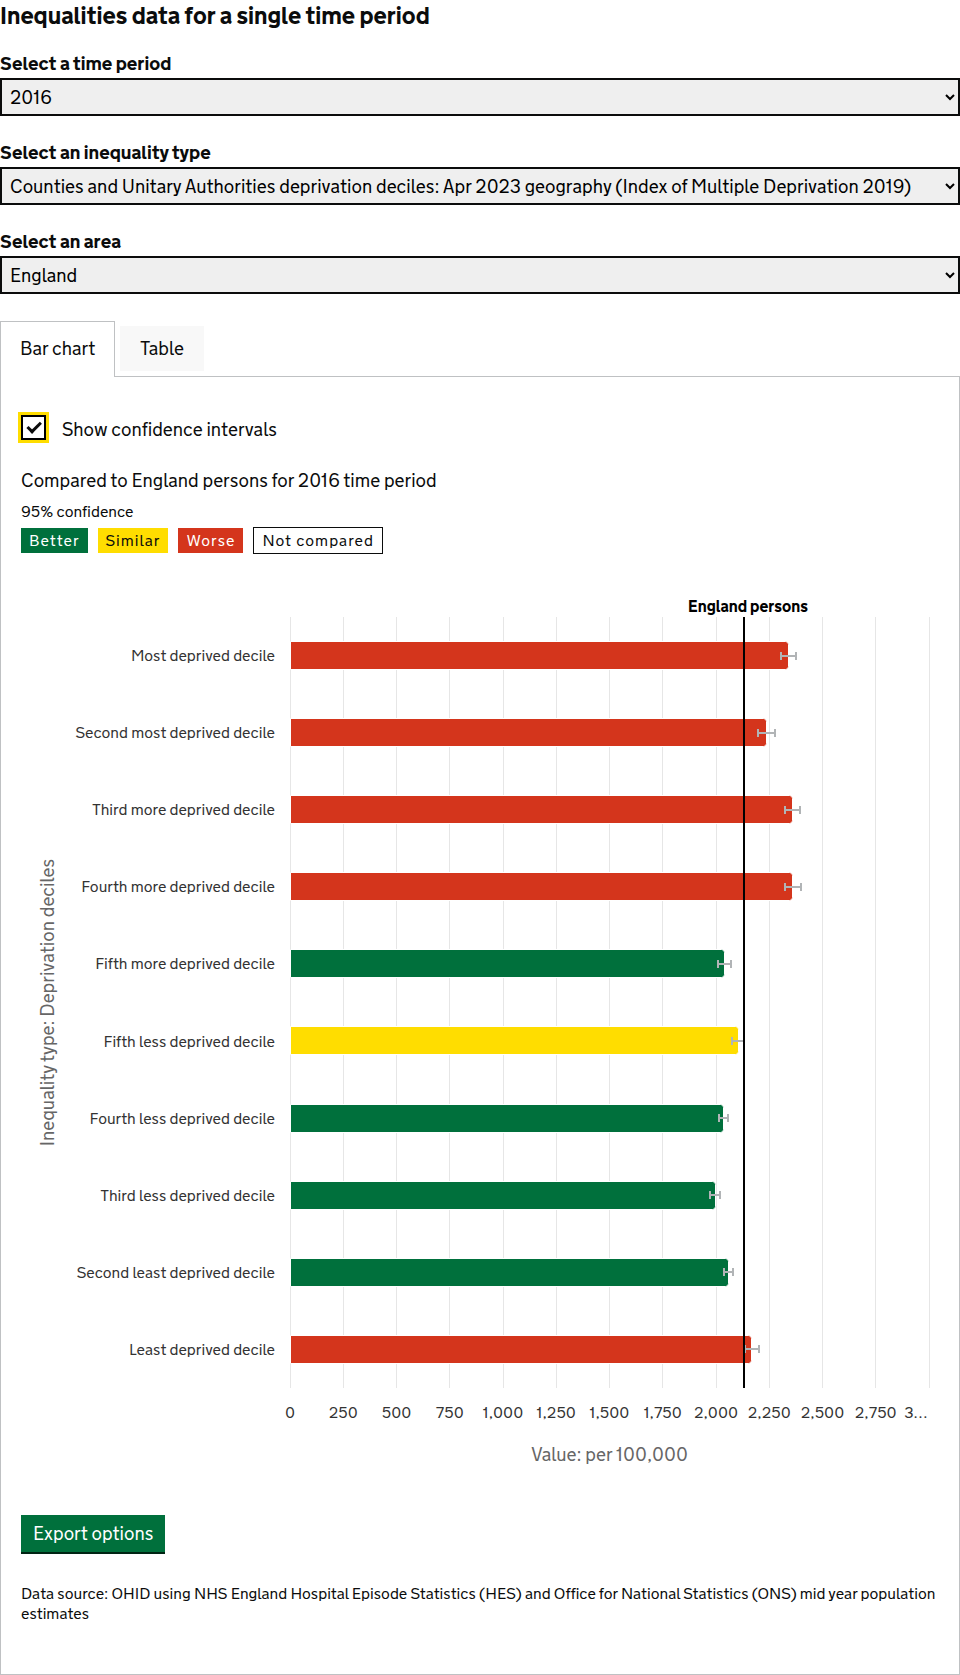 Inequalities data for a single time period
Select a time period
2016
Select an inequality type
Counties and Unitary Authorities deprivation deciles: Apr 2023 geography (Index of Multiple Deprivation 2019)
Select an area
England
Bar chart Table
Show confidence intervals
Compared to England persons for 2016 time period
95% confidence
Better Similar Worse Not compared
England persons
Most deprived decile
Second most deprived decile
Third more deprived decile
Fourth more deprived decile
Fifth more deprived decile
Fifth less deprived decile
Fourth less deprived decile
Third less deprived decile
Second least deprived decile
Least deprived decile
Inequality type: Deprivation deciles
0 250 500 750 1,000 1,250 1,500 1,750 2,000 2,250 2,500 2,750 3...
Value: per 100,000
Export options
Data source: OHID using NHS England Hospital Episode Statistics (HES) and Office for National Statistics (ONS) mid year population
estimates